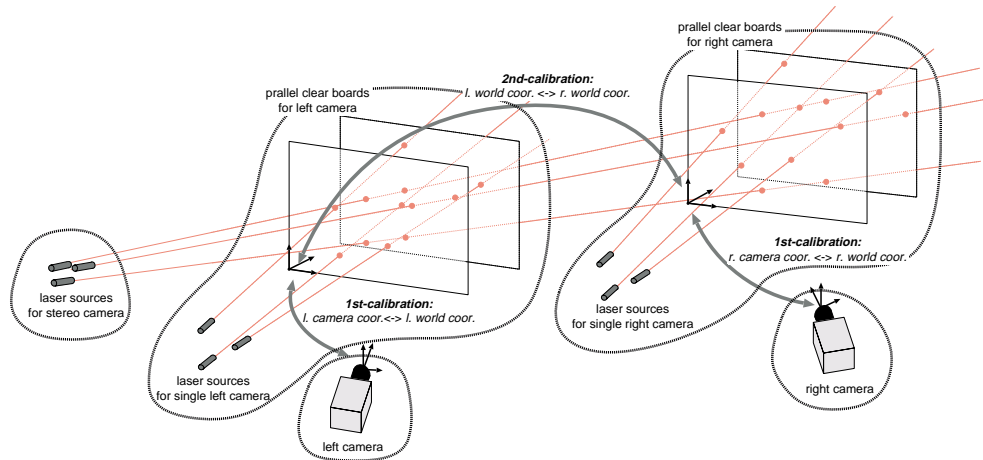 prallel clear boards
for right camera
2nd-calibration:
l. world coor. <-> r. world coor.
prallel clear boards
for left camera
1st-calibration:
r. camera coor. <-> r. world coor.
laser sources
for stereo camera
1st-calibration:
l. camera coor.<-> l. world coor.
laser sources
for single right camera
laser sources
for single left camera
right camera
left camera